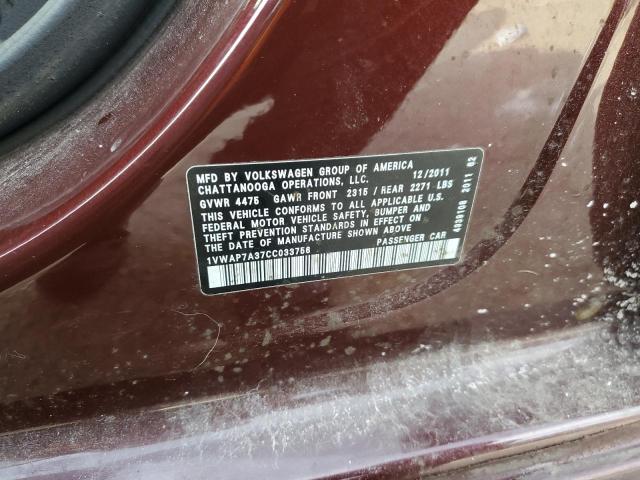 MFD BY VOLKSWAGEN GROUP OF AMERICA 12/2011
CHATTANOOGA OPERATIONS, LLC.
GVWR 4475 GAWR FRONT 2315 / REAR 2271 LBS
THIS VEHICLE CONFORMS TO ALL APPLICABLE U.S.
FEDERAL MOTOR VEHICLE SAFETY, BUMPER AND
THEFT PREVENTION STANDARDS IN EFFECT ON
THE DATE OF MANUFACTURE SHOWN ABOVE
1VWAP7A37CC033756 PASSENGER CAR
2011 02